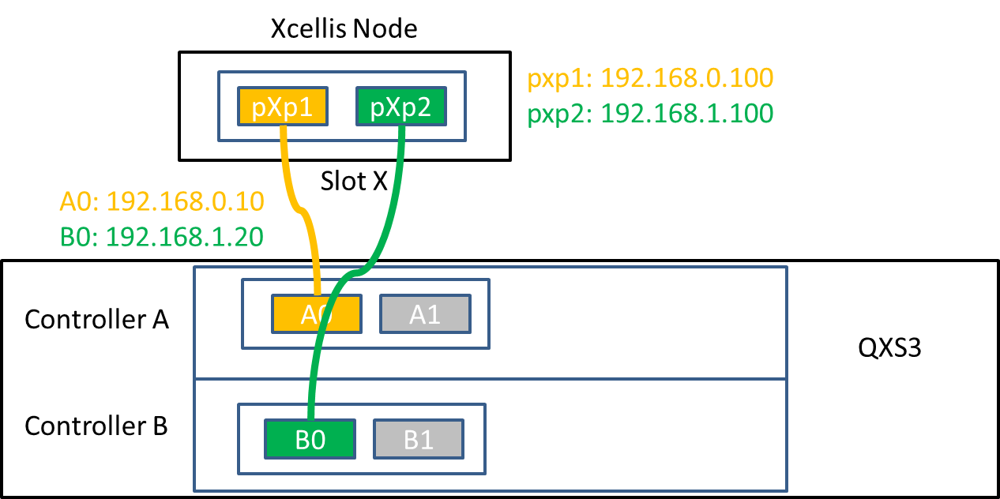 Xcellis Node
pXp1
pXp2
pxp1: 192.168.0.100
pxp2: 192.168.1.100
Slot X
A0: 192.168.0.10
B0: 192.168.1.20
Controller A
A0
A1
QXS3
Controller B
B0
B1